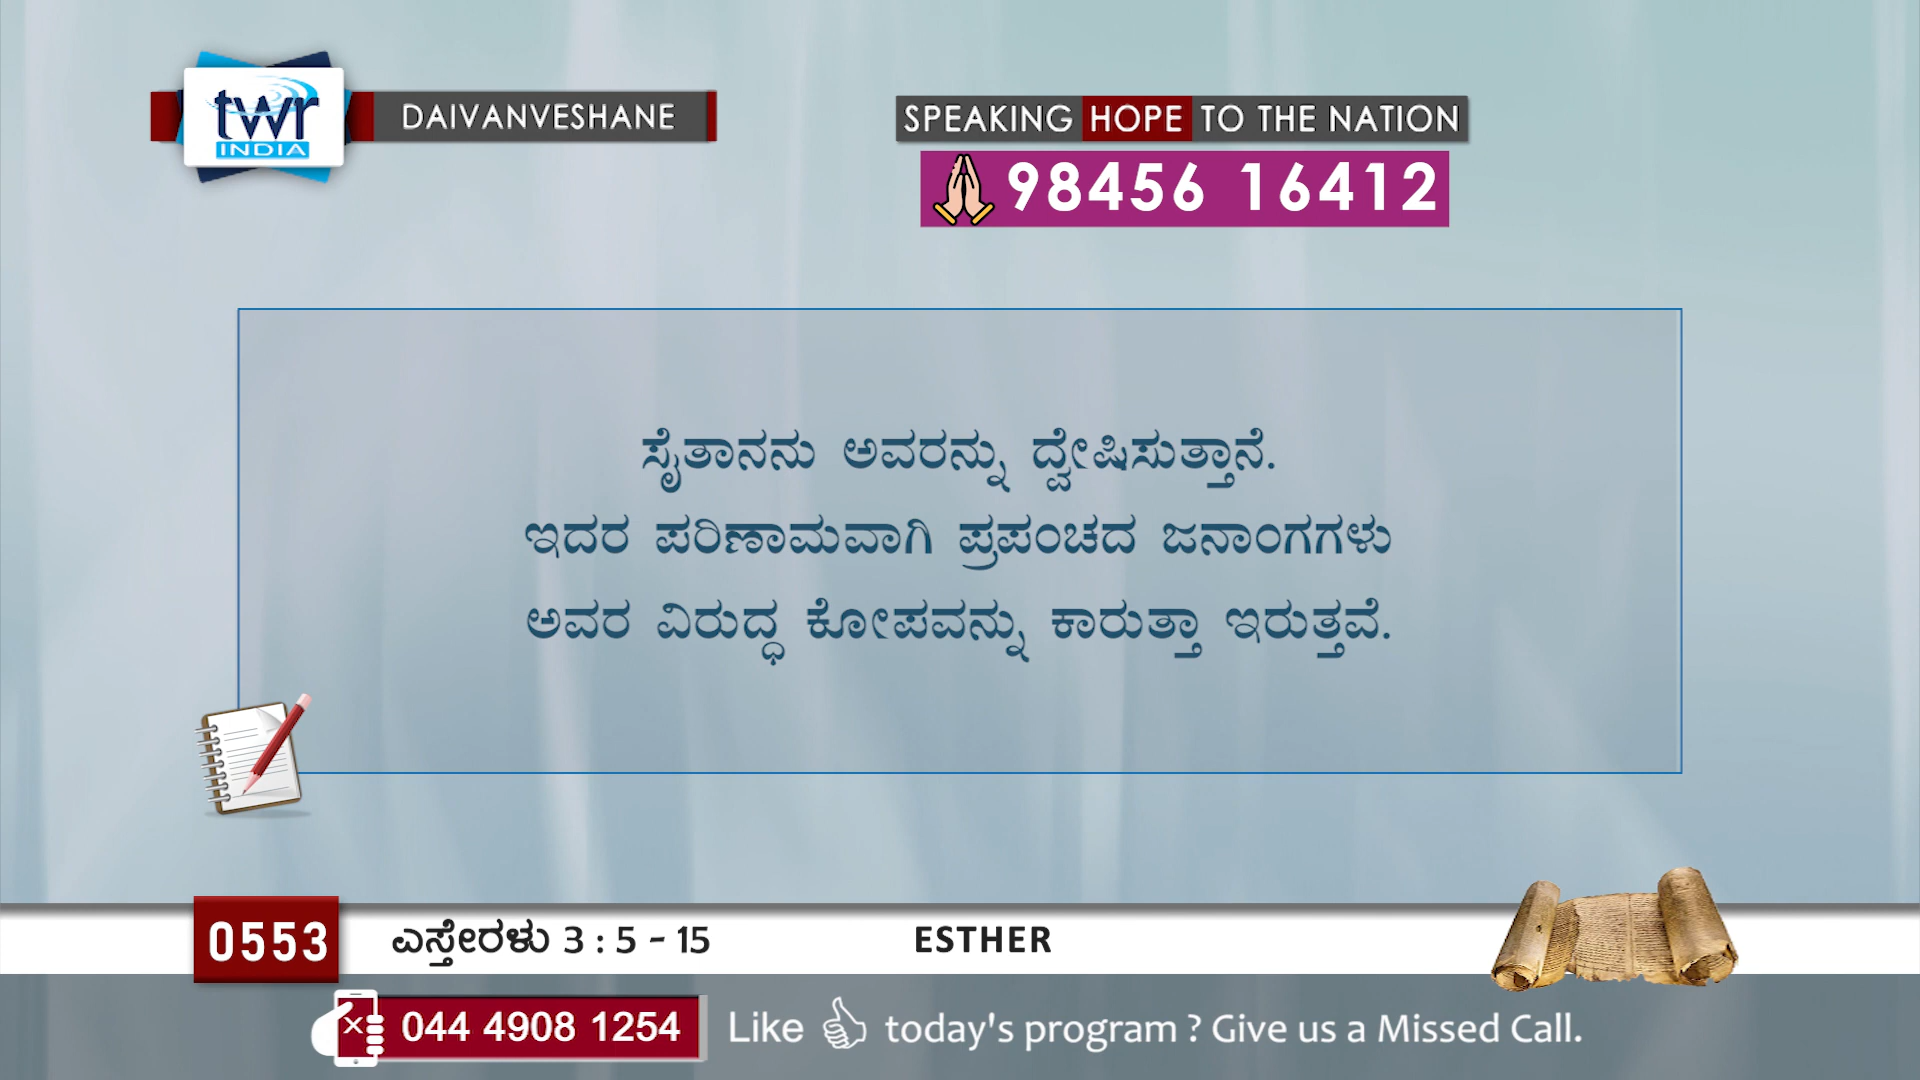 twr
INDIA
DAIVANVESHANE
SPEAKING HOPE TO THE NATION
98456 16412
ಸೈತಾನನು ಅವರನ್ನು ದ್ವೇಷಿಸುತ್ತಾನೆ.
ಇದರ ಪರಿಣಾಮವಾಗಿ ಪ್ರಪಂಚದ ಜನಾಂಗಗಳು
ಅವರ ವಿರುದ್ಧ ಕೋಪವನ್ನು ಕಾರುತ್ತಾ ಇರುತ್ತವೆ.
0553 ಎಸ್ತೇರಳು 3 : 5 - 15 ESTHER
044 4908 1254 Like today's program ? Give us a Missed Call.